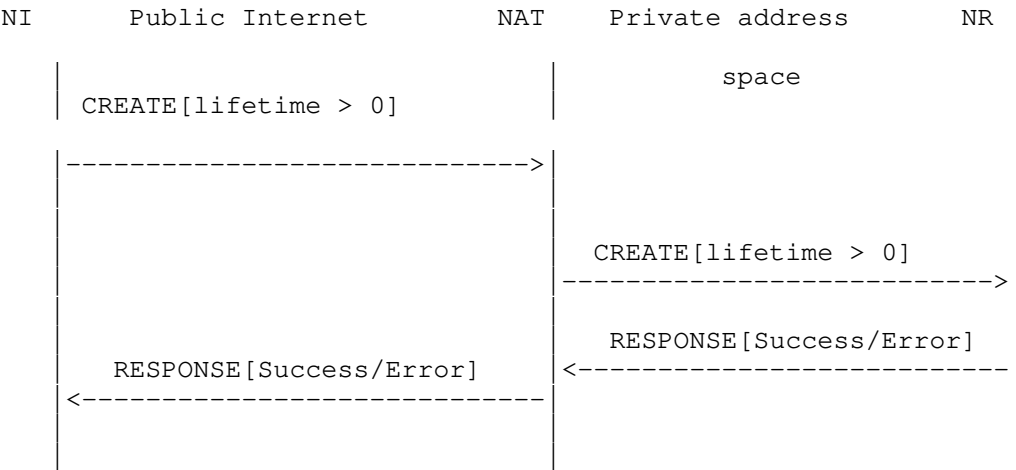 NI Public Internet NAT Private address NR
space
CREATE[lifetime > 0]
CREATE[lifetime > 0]
RESPONSE[Success/Error]
RESPONSE[Success/Error]